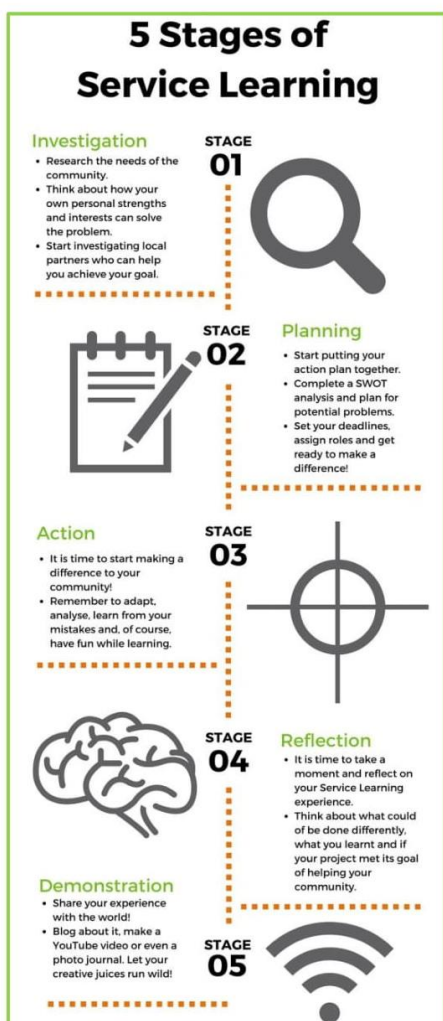 5 Stages of
Service Learning
Investigation
• Research the needs of the
community.
• Think about how your
own personal strengths
and interests can solve
the problem.
• Start investigating local
partners who can help
you achieve your goal.
STAGE
01
STAGE
02
Planning
• Start putting your
action plan together.
• Complete a SWOT
analysis and plan for
potential problems.
• Set your deadlines,
assign roles and get
ready to make a
difference!
Action
• It is time to start making a
difference to your
community!
• Remember to adapt,
analyse, learn from your
mistakes and, of course,
have fun while learning.
STAGE
03
STAGE
04
Reflection
• It is time to take a
moment and reflect on
your Service Learning
experience.
• Think about what could
of be done differently,
what you learnt and if
your project met its goal
of helping your
community.
Demonstration
• Share your experience
with the world!
• Blog about it, make a
YouTube video or even a
photo journal. Let your
creative juices run wild!
STAGE
05